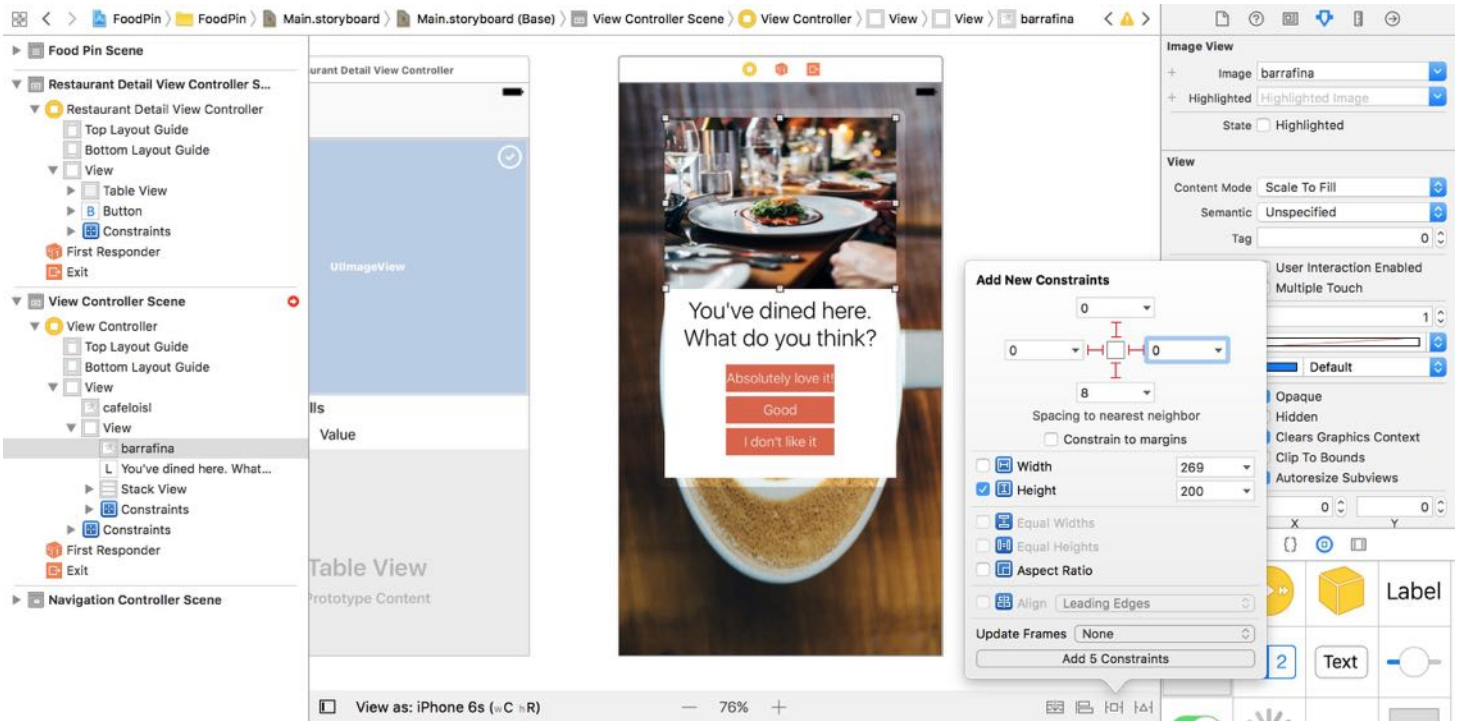 FoodPin FoodPin Main.storyboard Main.storyboard (Base) View Controller Scene View Controller View View barrafina
Food Pin Scene
Restaurant Detail View Controller S...
Restaurant Detail View Controller
Top Layout Guide
Bottom Layout Guide
View
Table View
B Button
Constraints
First Responder
Exit
View Controller Scene
View Controller
Top Layout Guide
Bottom Layout Guide
View
cafeloisl
View
barrafina
L You've dined here. What...
Stack View
Constraints
Constraints
First Responder
Exit
Navigation Controller Scene
urant Detail View Controller
UIImageView
lls
Value
Table View
Prototype Content
You've dined here.
What do you think?
Absolutely love it!
Good
I don't like it
View as: iPhone 6s (wC hR)
76%
Add New Constraints
0
0
0
8
Spacing to nearest neighbor
Constrain to margins
Width 269
Height 200
Equal Widths
Equal Heights
Aspect Ratio
Align Leading Edges
Update Frames None
Add 5 Constraints
Image View
Image barrafina
Highlighted Highlighted Image
State Highlighted
View
Content Mode Scale To Fill
Semantic Unspecified
Tag 0
User Interaction Enabled
Multiple Touch
1
Default
Opaque
Hidden
Clears Graphics Context
Clip To Bounds
Autoresize Subviews
0 0
X Y
{}
Label
2
Text